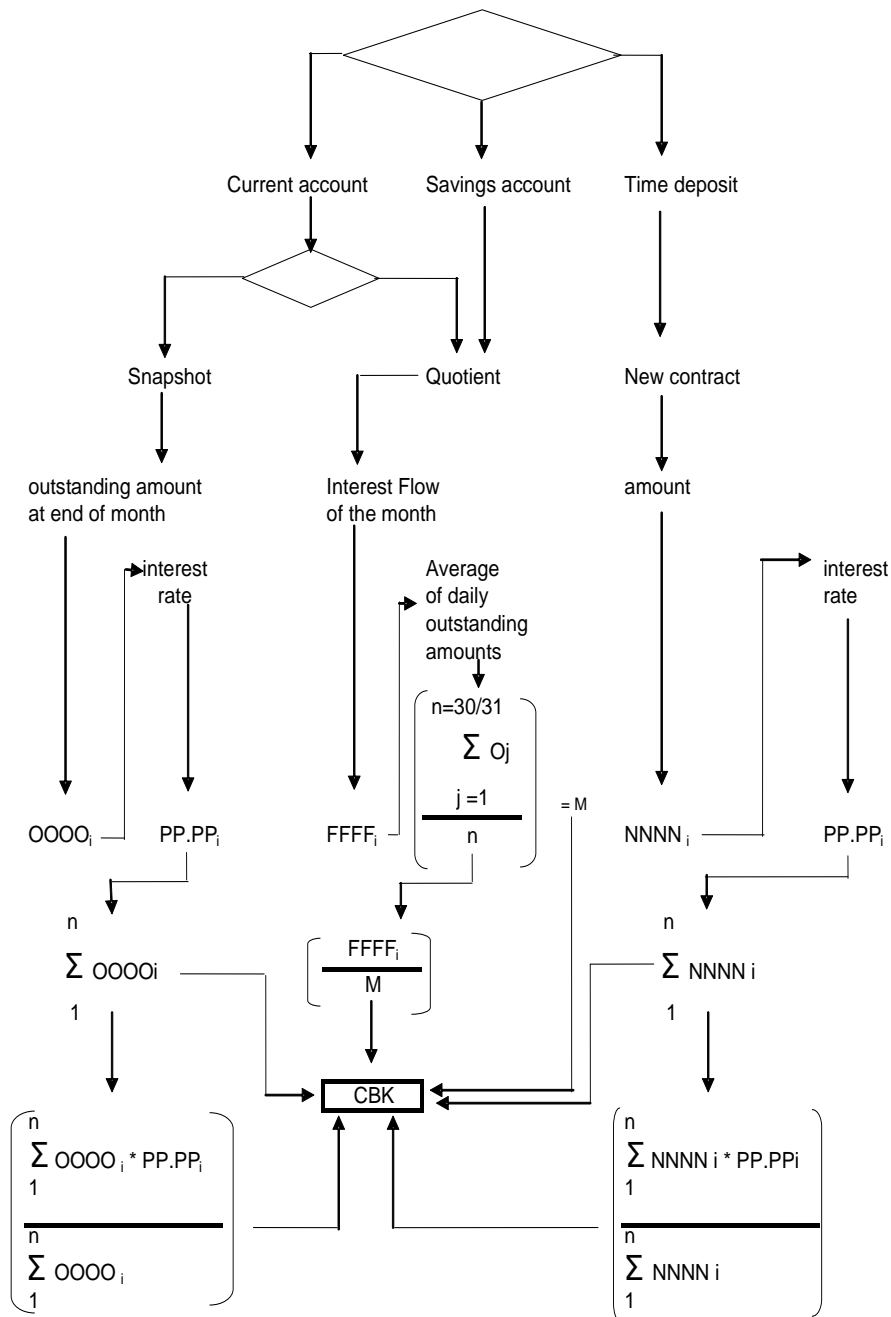 Current account
Savings account
Time deposit
Snapshot
Quotient
New contract
outstanding amount
at end of month
Interest Flow
of the month
amount
interest
rate
Average
of daily
outstanding
amounts
interest
rate
n=30/31
Σ Oj
j =1
n
= M
OOOOi
PP.PPi
FFFFi
NNNN i
PP.PPi
n
Σ OOOOi
1
FFFFi
M
n
Σ NNNN i
1
CBK
n
Σ OOOO i * PP.PPi
1
n
Σ OOOO i
1
n
Σ NNNN i * PP.PPi
1
n
Σ NNNN i
1